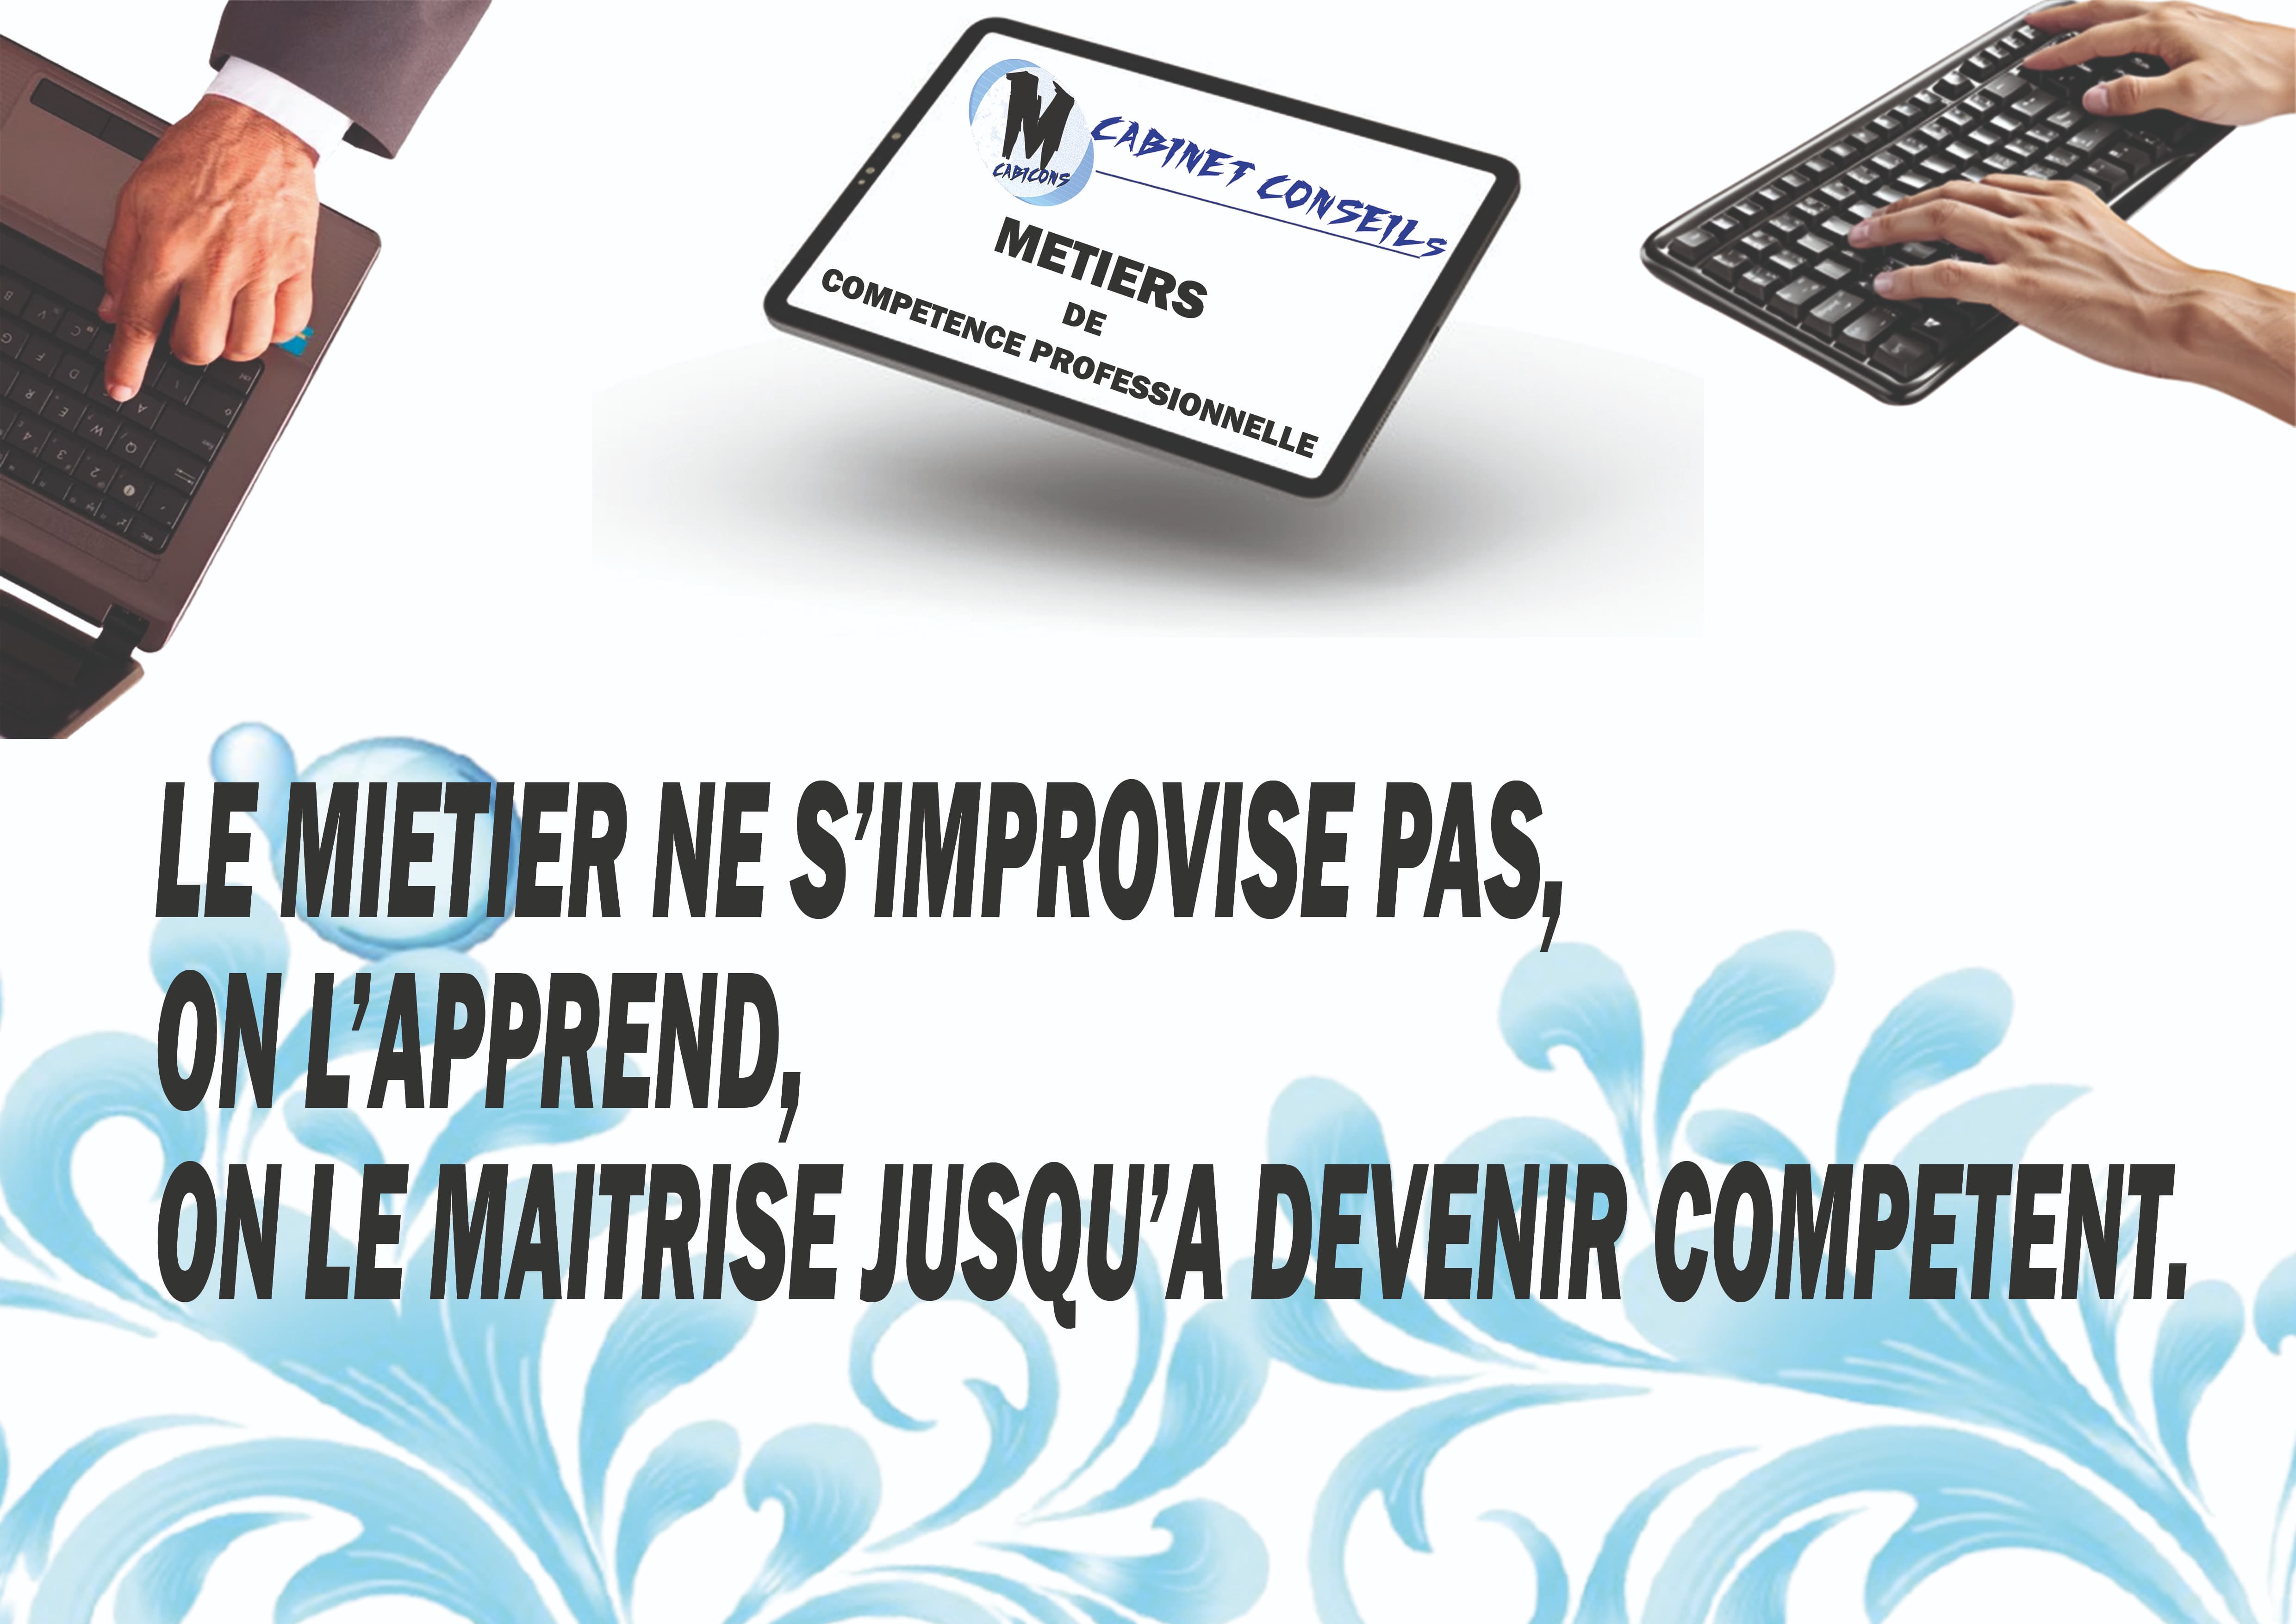 M
CABICONS
CABINET CONSEILS
METIERS
DE
COMPETENCE PROFESSIONNELLE
LE MIETIER NE S’IMPROVISE PAS,
ON L’APPREND,
ON LE MAITRISE JUSQU’A DEVENIR COMPETENT.